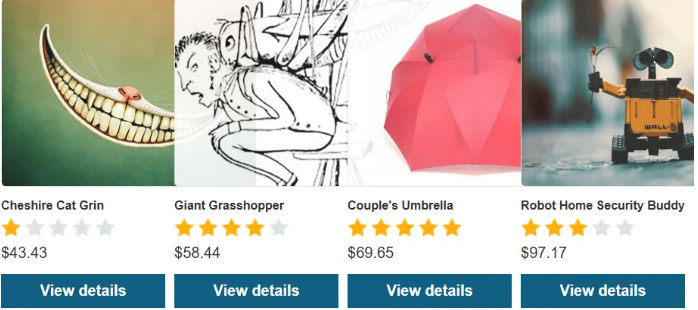 WALL·E
Cheshire Cat Grin
Giant Grasshopper
Couple's Umbrella
Robot Home Security Buddy
$43.43
$58.44
$69.65
$97.17
View details
View details
View details
View details